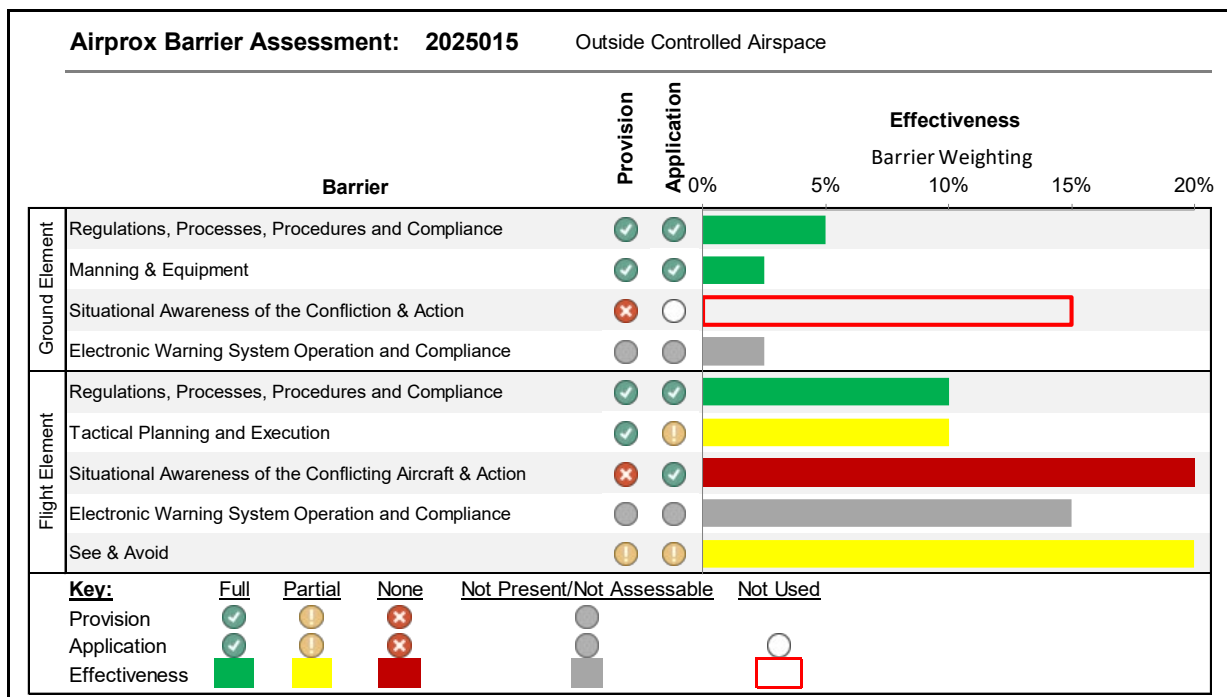 Airprox Barrier Assessment: 2025015 Outside Controlled Airspace
Barrier
Provision
Application
Effectiveness
Barrier Weighting
0% 5% 10% 15% 20%
Ground Element
Regulations, Processes, Procedures and Compliance
Manning & Equipment
Situational Awareness of the Confliction & Action
Electronic Warning System Operation and Compliance
Flight Element
Regulations, Processes, Procedures and Compliance
Tactical Planning and Execution
Situational Awareness of the Conflicting Aircraft & Action
Electronic Warning System Operation and Compliance
See & Avoid
Key: Full Partial None Not Present/Not Assessable Not Used
Provision
Application
Effectiveness